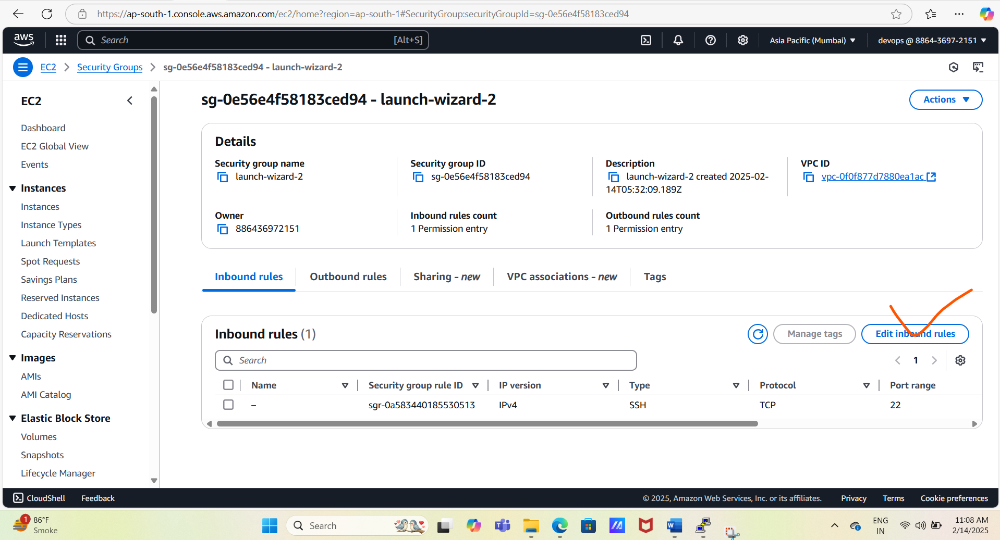 https://ap-south-1.console.aws.amazon.com/ec2/home?region=ap-south-1#SecurityGroup:securityGroupId=sg-0e56e4f58183ced94
aws
Search
[Alt+S]
Asia Pacific (Mumbai)
devops @ 8864-3697-2151
EC2 > Security Groups > sg-0e56e4f58183ced94 - launch-wizard-2
EC2
Dashboard
EC2 Global View
Events
Instances
Instances
Instance Types
Launch Templates
Spot Requests
Savings Plans
Reserved Instances
Dedicated Hosts
Capacity Reservations
Images
AMIs
AMI Catalog
Elastic Block Store
Volumes
Snapshots
Lifecycle Manager
sg-0e56e4f58183ced94 - launch-wizard-2
Actions
Details
Security group name
launch-wizard-2
Security group ID
sg-0e56e4f58183ced94
Description
launch-wizard-2 created 2025-02-
14T05:32:09.189Z
VPC ID
vpc-0f0f877d7880ea1ac
Owner
886436972151
Inbound rules count
1 Permission entry
Outbound rules count
1 Permission entry
Inbound rules
Outbound rules
Sharing - new
VPC associations - new
Tags
Inbound rules (1)
Manage tags
Edit inbound rules
Search
1
Name Security group rule ID IP version Type Protocol Port range
– sgr-0a583440185530513 IPv4 SSH TCP 22
CloudShell
Feedback
© 2025, Amazon Web Services, Inc. or its affiliates.
Privacy
Terms
Cookie preferences
1
86°F
Smoke
Search
ENG
IN
11:08 AM
2/14/2025